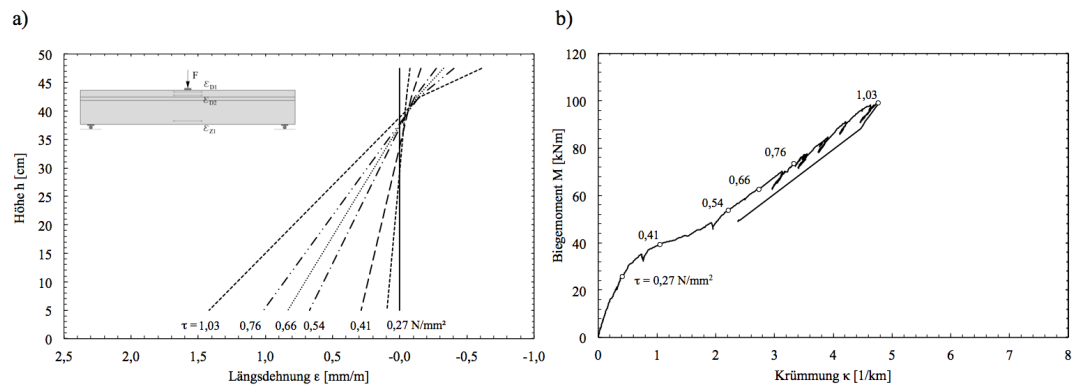 a)
Höhe h [cm]
50
45
40
35
30
25
20
15
10
5
0
F
εD1
εD2
εZ1
τ = 1,03 0,76 0,66 0,54 0,41 0,27 N/mm²
2,5 2,0 1,5 1,0 0,5 -0,0 -0,5 -1,0
Längsdehnung ε [mm/m]
b)
Biegemoment M [kNm]
120
100
80
60
40
20
0
1,03
0,76
0,66
0,54
0,41
τ = 0,27 N/mm²
0 1 2 3 4 5 6 7 8
Krümmung κ [1/km]